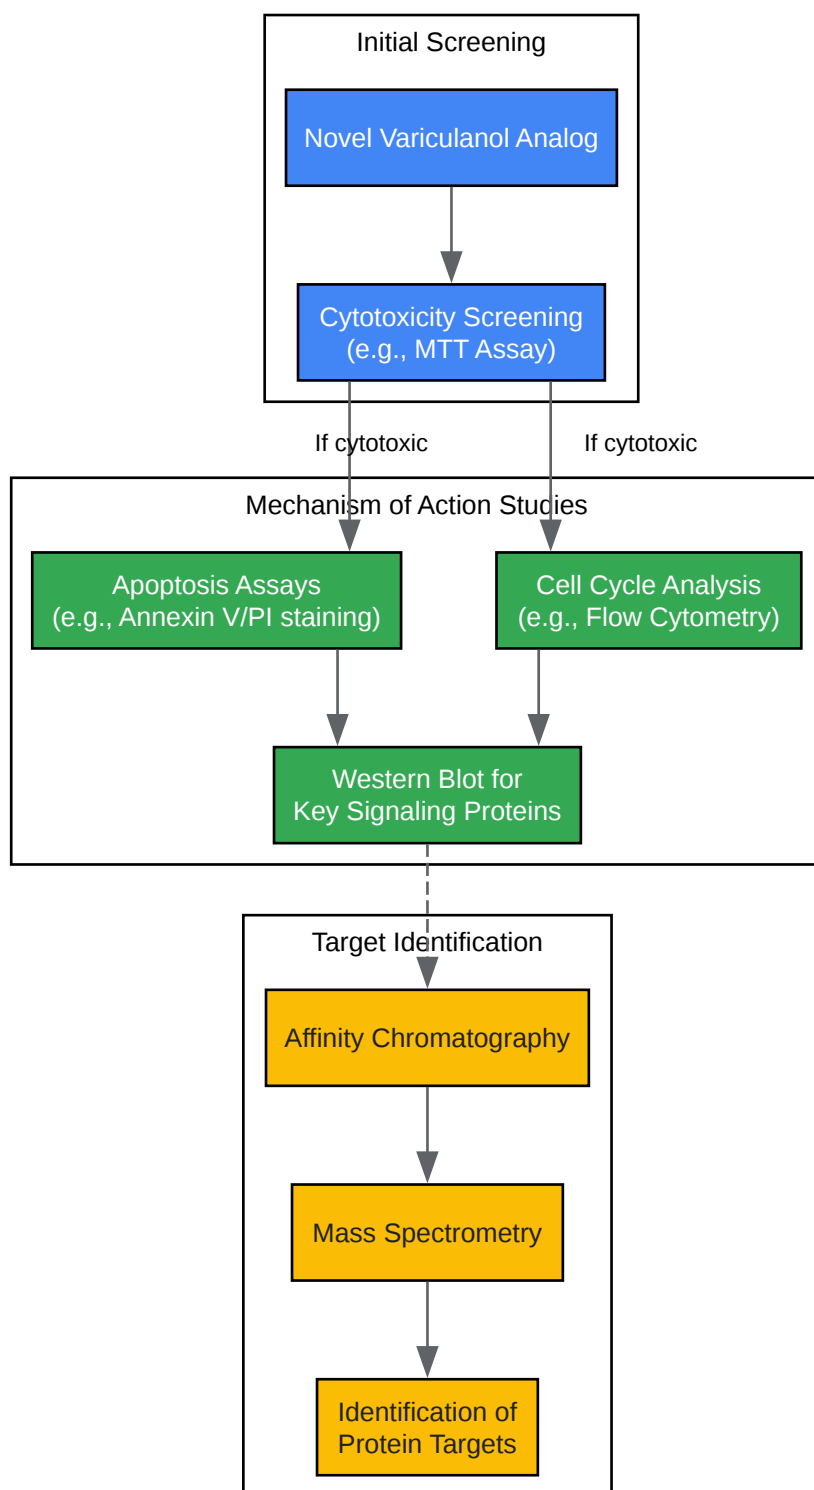 Initial Screening
Novel Variculanol Analog
Cytotoxicity Screening
(e.g., MTT Assay)
If cytotoxic
If cytotoxic
Mechanism of Action Studies
Apoptosis Assays
(e.g., Annexin V/PI staining)
Cell Cycle Analysis
(e.g., Flow Cytometry)
Western Blot for
Key Signaling Proteins
Target Identification
Affinity Chromatography
Mass Spectrometry
Identification of
Protein Targets